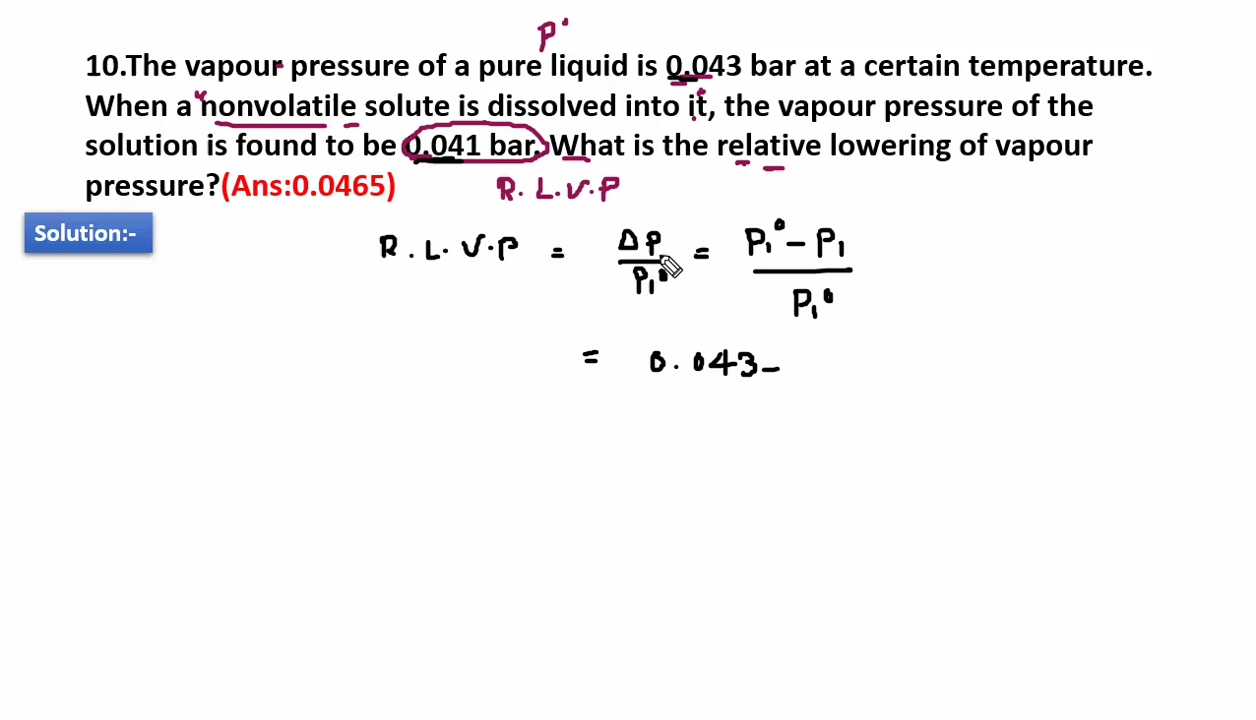 P°
10.The vapour pressure of a pure liquid is 0.043 bar at a certain temperature.
When a nonvolatile solute is dissolved into it, the vapour pressure of the
solution is found to be 0.041 bar. What is the relative lowering of vapour
pressure?(Ans:0.0465)
R. L.V.P
Solution:-
R.L.V.P = ΔP/P₁° = P₁° - P₁/P₁°
= 0.043-